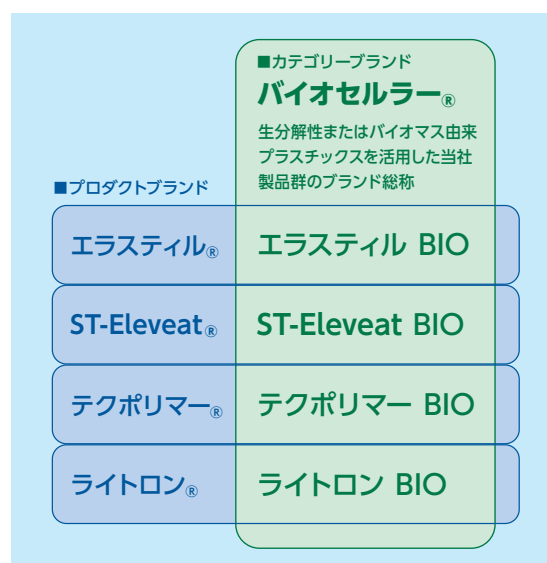 ■カテゴリーブランド
バイオセルラー®
生分解性またはバイオマス由来
プラスチックスを活用した当社
製品群のブランド総称
■プロダクトブランド
エラスティル® エラスティル BIO
ST-Eleveat® ST-Eleveat BIO
テクポリマー® テクポリマー BIO
ライトロン® ライトロン BIO